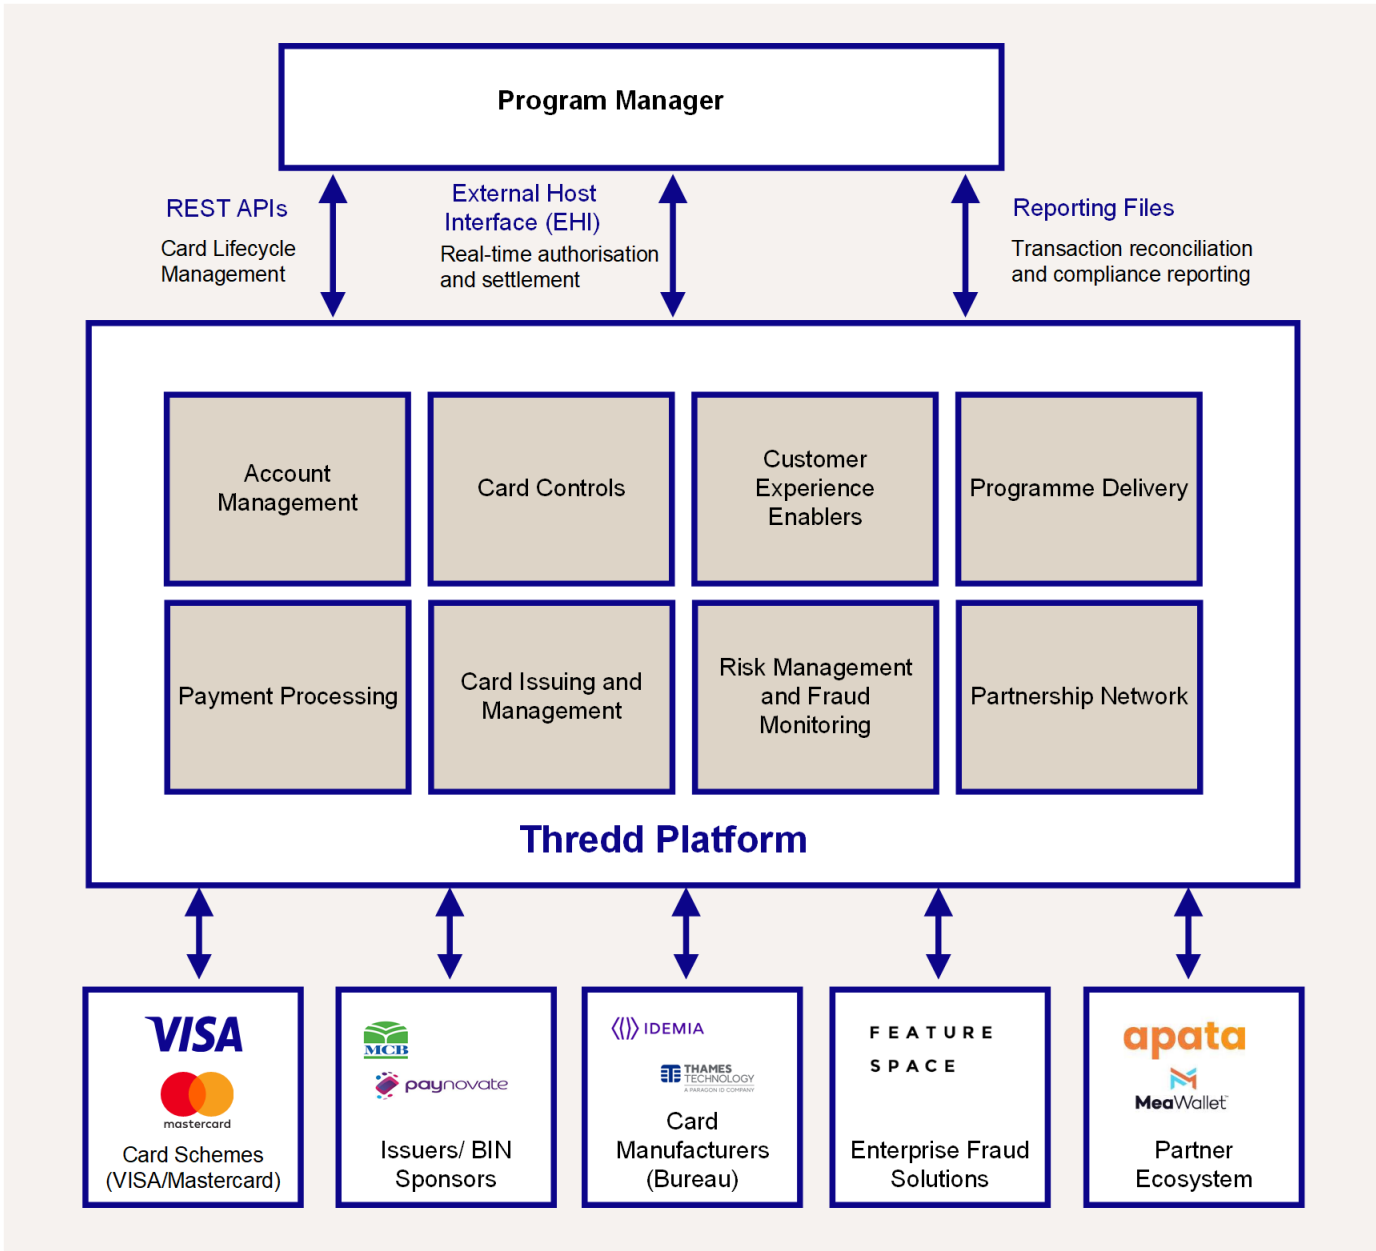 Program Manager
REST APIs
Card Lifecycle
Management
External Host
Interface (EHI)
Real-time authorisation
and settlement
Reporting Files
Transaction reconciliation
and compliance reporting
Account
Management
Card Controls
Customer
Experience
Enablers
Programme Delivery
Payment Processing
Card Issuing and
Management
Risk Management
and Fraud
Monitoring
Partnership Network
Thredd Platform
VISA
mastercard
Card Schemes
(VISA/Mastercard)
MCB
paynovate
Issuers/ BIN
Sponsors
IDEMIA
THAMES
TECHNOLOGY
A PARAGON ID COMPANY
Card
Manufacturers
(Bureau)
FEATURE
SPACE
Enterprise Fraud
Solutions
apata
MeaWallet
Partner
Ecosystem